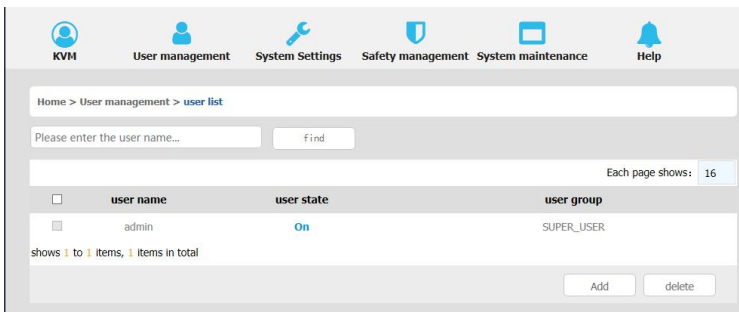 KVM User management System Settings Safety management System maintenance Help
Home > User management > user list
Please enter the user name... find
Each page shows: 16
user name user state user group
admin On SUPER_USER
shows 1 to 1 items, 1 items in total
Add delete